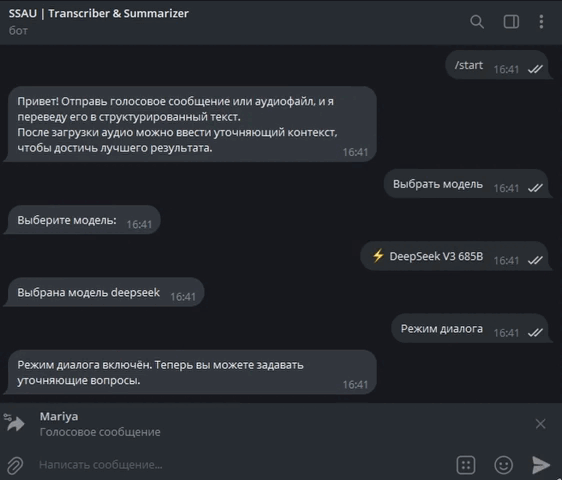 SSAU | Transcriber & Summarizer
бот
/start
16:41
Привет! Отправь голосовое сообщение или аудиофайл, и я
переведу его в структурированный текст.
После загрузки аудио можно ввести уточняющий контекст,
чтобы достичь лучшего результата.
16:41
Выбрать модель
16:41
Выберите модель:
16:41
⚡ DeepSeek V3 685B
16:41
Выбрана модель deepseek
16:41
Режим диалога
16:41
Режим диалога включён. Теперь вы можете задавать
уточняющие вопросы.
16:41
Mariya
Голосовое сообщение
Написать сообщение...